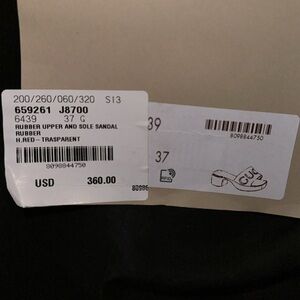 200/260/060/320 S13
659261 J8700
6439 37 G
RUBBER UPPER AND SOLE SANDAL
RUBBER
H.RED-TRASPARENT
8098844750
USD 360.00
80988
39
8098844750
37